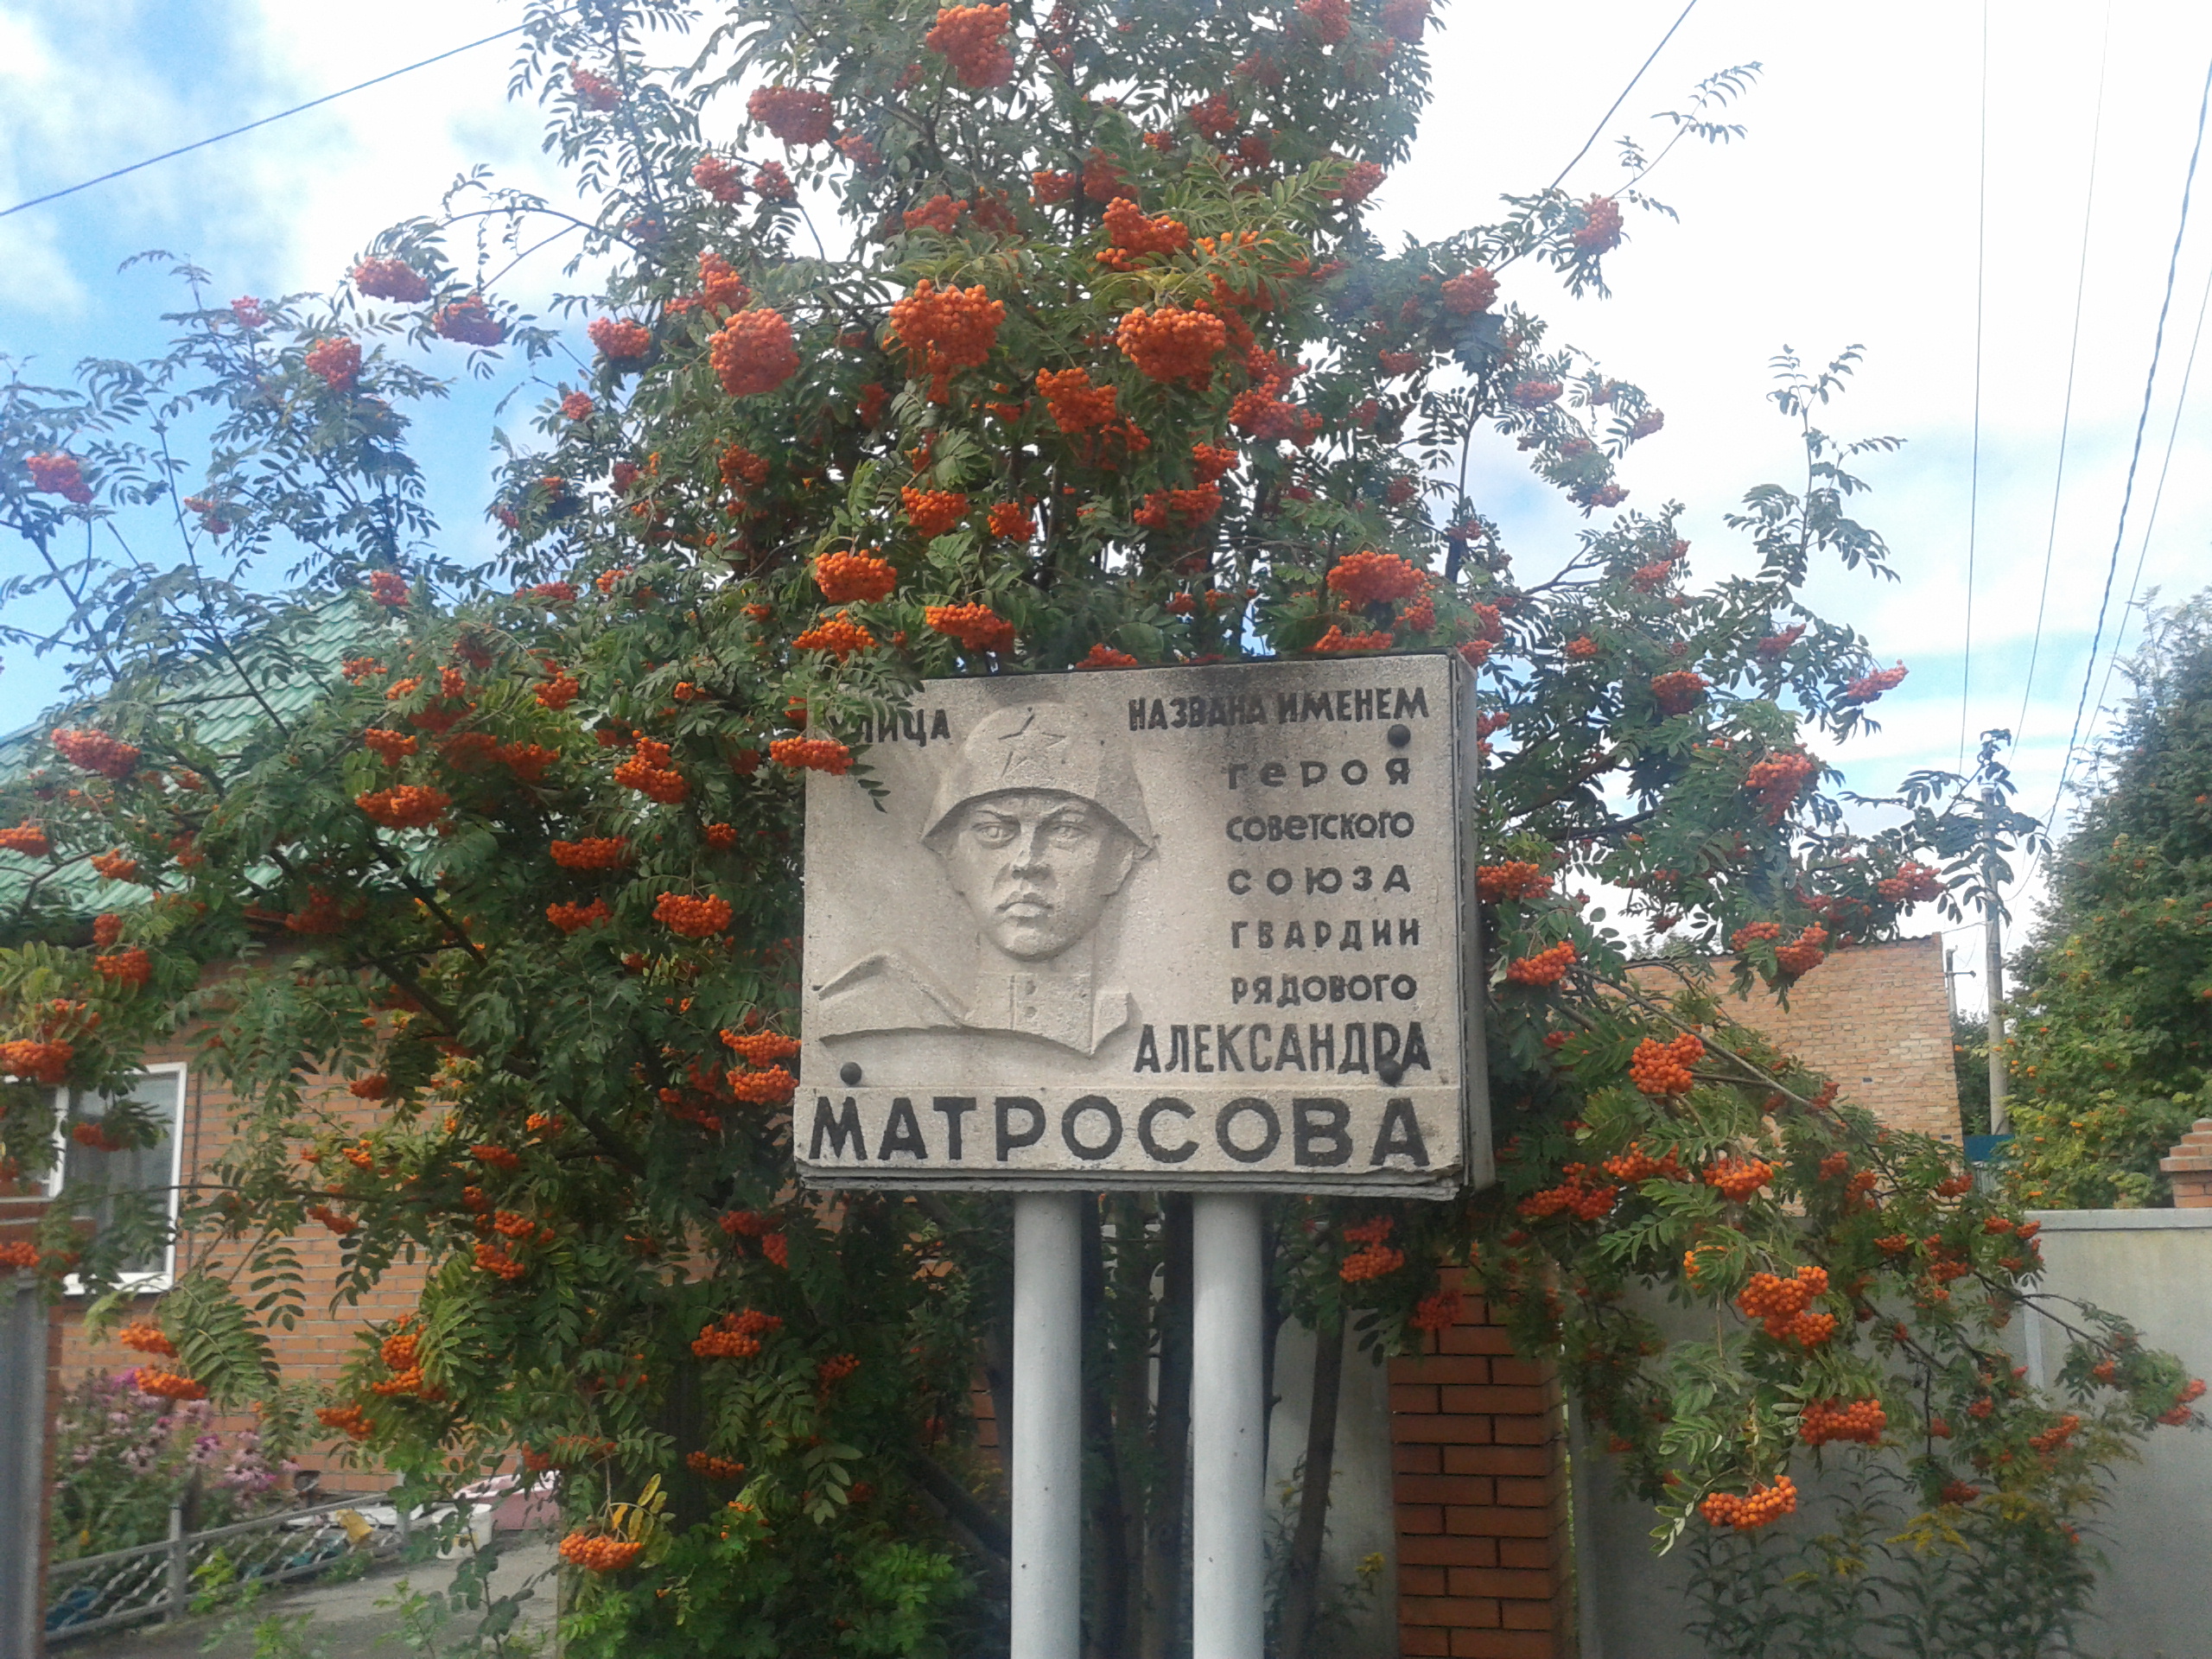 УЛИЦА НАЗВАНА ИМЕНЕМ
ГЕРОЯ
СОВЕТСКОГО
СОЮЗА
ГВАРДИИ
РЯДОВОГО
АЛЕКСАНДРА
МАТРОСОВА